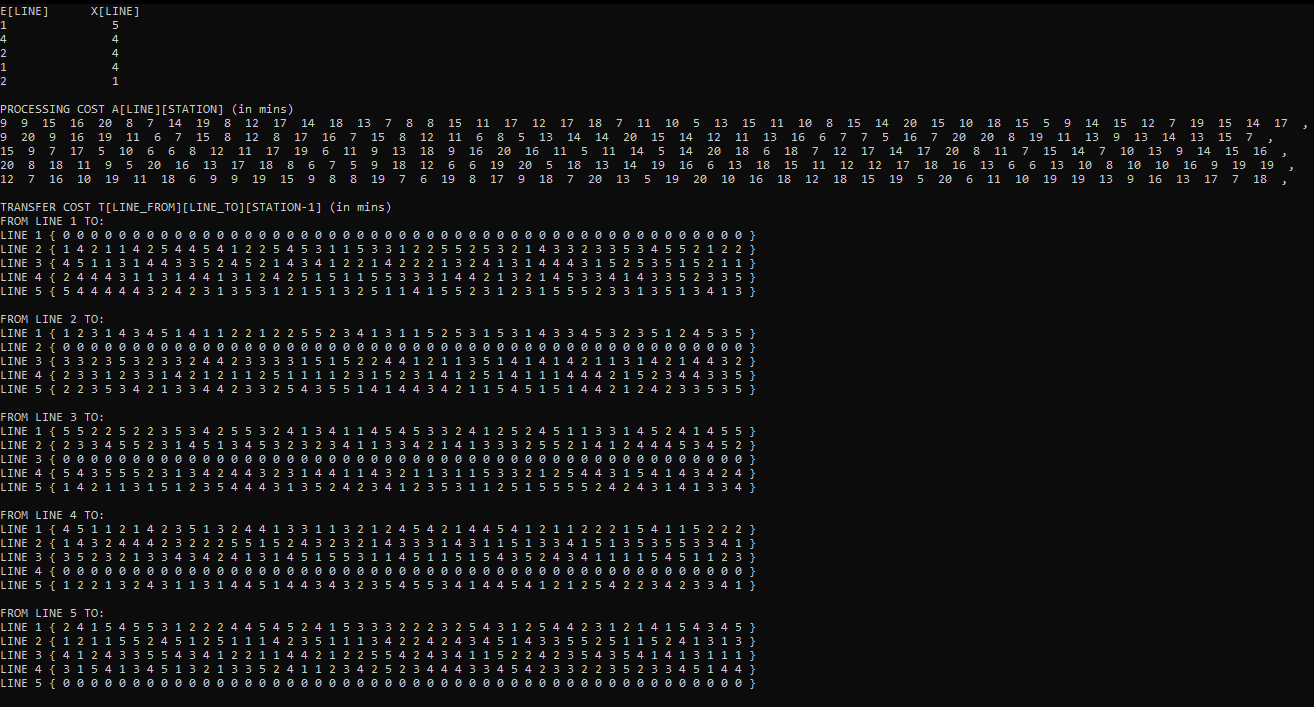 E[LINE]      X[LINE]
1               5
4               4
2               4
1               4
2               1
PROCESSING COST A[LINE][STATION] (in mins)
9  9  15  16  20  8  7  14  19  8  12  17  14  18  13  7  8  8  15  11  17  12  17  18  7  11  10  5  13  15  11  10  8  15  14  20  15  10  18  15  5  9  14  15  12  7  19  15  14  17  ,
9  20  9  16  19  11  6  7  15  8  12  8  17  16  7  15  8  12  11  6  8  5  13  14  14  20  15  14  12  11  13  16  6  7  7  5  16  7  20  20  8  19  11  13  9  13  14  13  15  7  ,
15  9  7  17  5  10  6  6  8  12  11  17  19  6  11  9  13  18  9  16  20  16  11  5  11  14  5  14  20  18  6  18  7  12  17  14  17  20  8  11  7  15  14  7  10  13  9  14  15  16  ,
20  8  18  11  9  5  20  16  13  17  18  8  6  7  5  9  18  12  6  6  19  20  5  18  13  14  19  16  6  13  18  15  11  12  12  17  18  16  13  6  6  13  10  8  10  10  16  9  19  19  ,
12  7  16  10  19  11  18  6  9  9  19  15  9  8  8  19  7  6  19  8  17  9  18  7  20  13  5  19  20  10  16  18  12  18  15  19  5  20  6  11  10  19  19  13  9  16  13  17  7  18  ,
TRANSFER COST T[LINE_FROM][LINE_TO][STATION-1] (in mins)
FROM LINE 1 TO:
LINE 1 { 0 0 0 0 0 0 0 0 0 0 0 0 0 0 0 0 0 0 0 0 0 0 0 0 0 0 0 0 0 0 0 0 0 0 0 0 0 0 0 0 0 0 0 0 0 0 0 0 0 }
LINE 2 { 1 4 2 1 1 4 2 5 4 4 5 4 1 2 2 5 4 5 3 1 1 5 3 3 1 2 2 5 5 2 5 3 2 1 4 3 3 2 3 3 5 3 4 5 5 2 1 2 2 }
LINE 3 { 4 5 1 1 3 1 4 4 3 3 5 2 4 5 2 1 4 3 4 1 2 2 1 4 2 2 2 1 3 2 4 1 3 1 4 4 4 3 1 5 2 5 3 5 1 5 2 1 1 }
LINE 4 { 2 4 4 4 3 1 1 3 1 4 4 1 3 1 2 4 2 5 1 5 1 1 5 5 3 3 3 1 4 4 2 1 3 2 1 4 5 3 3 4 1 4 3 3 5 2 3 3 5 }
LINE 5 { 5 4 4 4 4 4 3 2 4 2 3 1 3 5 3 1 2 1 5 1 3 2 5 1 1 4 1 5 5 2 3 1 2 3 1 5 5 5 2 3 3 1 3 5 1 3 4 1 3 }
FROM LINE 2 TO:
LINE 1 { 1 2 3 1 4 3 4 5 1 4 1 1 2 2 1 2 2 5 5 2 3 4 1 3 1 1 5 2 5 3 1 5 3 1 4 3 3 4 5 3 2 3 5 1 2 4 5 3 5 }
LINE 2 { 0 0 0 0 0 0 0 0 0 0 0 0 0 0 0 0 0 0 0 0 0 0 0 0 0 0 0 0 0 0 0 0 0 0 0 0 0 0 0 0 0 0 0 0 0 0 0 0 0 }
LINE 3 { 3 3 2 3 5 3 2 3 3 2 4 4 2 3 3 3 3 1 5 1 5 2 2 4 4 1 2 1 1 3 5 1 4 1 4 1 4 2 1 1 3 1 4 2 1 4 4 3 2 }
LINE 4 { 2 3 3 1 2 3 3 1 4 2 1 2 1 1 2 5 1 1 1 1 2 3 1 5 2 3 1 4 2 1 2 5 1 4 1 1 1 4 4 4 2 1 5 2 3 4 4 3 3 5 }
LINE 5 { 2 2 3 5 3 4 2 1 3 3 4 4 2 3 3 2 5 4 3 5 5 1 4 1 4 4 3 4 2 1 1 5 4 5 1 5 1 4 4 2 1 2 4 2 3 3 5 3 5 }
FROM LINE 3 TO:
LINE 1 { 5 5 2 2 5 2 2 3 5 3 4 2 5 5 3 2 4 1 3 4 1 1 4 5 4 5 3 3 2 4 1 2 5 2 4 5 1 1 3 3 1 4 5 2 4 1 4 5 5 }
LINE 2 { 2 3 3 4 5 5 2 3 1 4 5 1 3 4 5 3 2 3 2 3 4 1 1 3 3 4 2 1 4 1 3 3 3 2 5 5 2 1 4 1 2 4 4 4 5 3 4 5 2 }
LINE 3 { 0 0 0 0 0 0 0 0 0 0 0 0 0 0 0 0 0 0 0 0 0 0 0 0 0 0 0 0 0 0 0 0 0 0 0 0 0 0 0 0 0 0 0 0 0 0 0 0 0 }
LINE 4 { 5 4 3 5 5 5 2 3 1 3 4 2 4 4 3 2 3 1 4 4 1 1 4 3 2 1 1 3 1 1 5 3 3 2 1 2 5 4 4 3 1 5 4 1 4 3 4 2 4 }
LINE 5 { 1 4 2 1 1 3 1 5 1 2 3 5 4 4 4 3 1 3 5 2 4 2 3 4 1 2 3 5 3 1 1 2 5 1 5 5 5 5 2 4 2 4 3 1 4 1 3 3 4 }
FROM LINE 4 TO:
LINE 1 { 4 5 1 1 2 1 4 2 3 5 1 3 2 4 4 1 3 3 1 1 3 2 1 2 4 5 4 2 1 4 4 5 4 1 2 1 1 2 2 2 1 5 4 1 1 5 2 2 2 }
LINE 2 { 1 4 3 2 4 4 4 2 3 2 2 2 5 5 1 5 2 4 3 2 3 2 1 4 3 3 3 1 4 3 1 1 5 1 3 3 4 1 5 1 3 5 3 5 5 3 3 4 1 }
LINE 3 { 3 5 2 3 2 1 3 3 4 3 4 2 4 1 3 1 4 5 1 5 5 3 1 1 4 5 1 1 5 1 5 4 3 5 2 4 3 4 1 1 1 1 5 4 5 1 1 2 3 }
LINE 4 { 0 0 0 0 0 0 0 0 0 0 0 0 0 0 0 0 0 0 0 0 0 0 0 0 0 0 0 0 0 0 0 0 0 0 0 0 0 0 0 0 0 0 0 0 0 0 0 0 0 }
LINE 5 { 1 2 2 1 3 2 4 3 1 1 3 1 4 4 5 1 4 4 3 4 3 2 3 5 4 5 5 3 4 1 4 4 5 4 1 2 1 2 5 4 2 2 3 4 2 3 3 4 1 }
FROM LINE 5 TO:
LINE 1 { 2 4 1 5 4 5 5 3 1 2 2 2 4 4 5 4 5 2 4 1 5 3 3 3 2 2 2 3 2 5 4 3 1 2 5 4 4 2 3 1 2 1 4 1 5 4 3 4 5 }
LINE 2 { 1 2 1 1 5 5 2 4 5 1 2 5 1 1 1 4 2 3 5 1 1 1 3 4 2 2 4 2 3 4 5 1 4 3 3 5 5 2 5 1 1 5 2 4 1 3 1 3 }
LINE 3 { 4 1 2 4 3 3 5 5 4 3 4 1 2 2 1 1 4 4 2 1 2 2 5 5 4 2 4 3 4 4 1 1 5 2 2 4 2 3 5 4 3 5 4 1 4 1 3 1 1 1 }
LINE 4 { 3 1 5 4 1 3 4 5 1 3 2 1 3 3 5 2 4 1 1 2 3 4 2 5 2 3 4 4 4 3 3 4 5 4 2 3 3 2 2 3 5 2 3 3 4 5 1 4 4 }
LINE 5 { 0 0 0 0 0 0 0 0 0 0 0 0 0 0 0 0 0 0 0 0 0 0 0 0 0 0 0 0 0 0 0 0 0 0 0 0 0 0 0 0 0 0 0 0 0 0 0 0 0 }